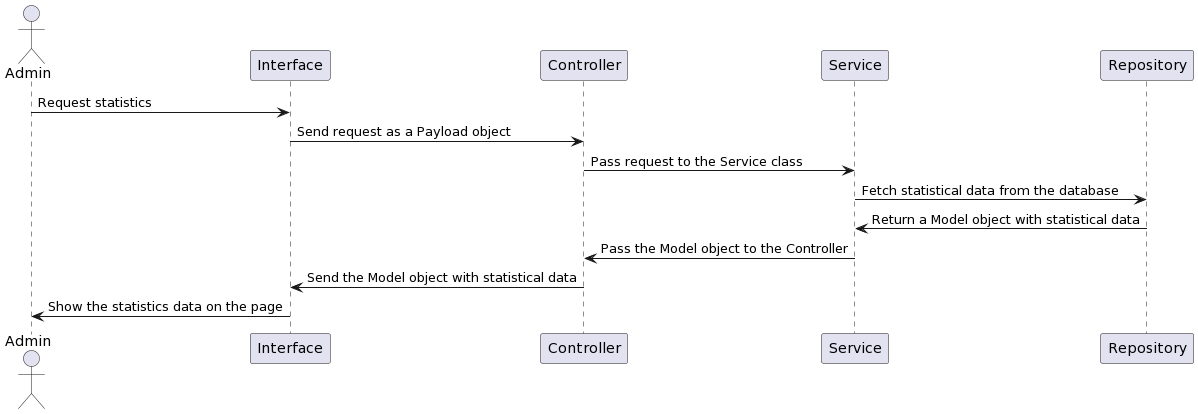 Admin
Interface
Controller
Service
Repository
Request statistics
Send request as a Payload object
Pass request to the Service class
Fetch statistical data from the database
Return a Model object with statistical data
Pass the Model object to the Controller
Send the Model object with statistical data
Show the statistics data on the page
Admin
Interface
Controller
Service
Repository